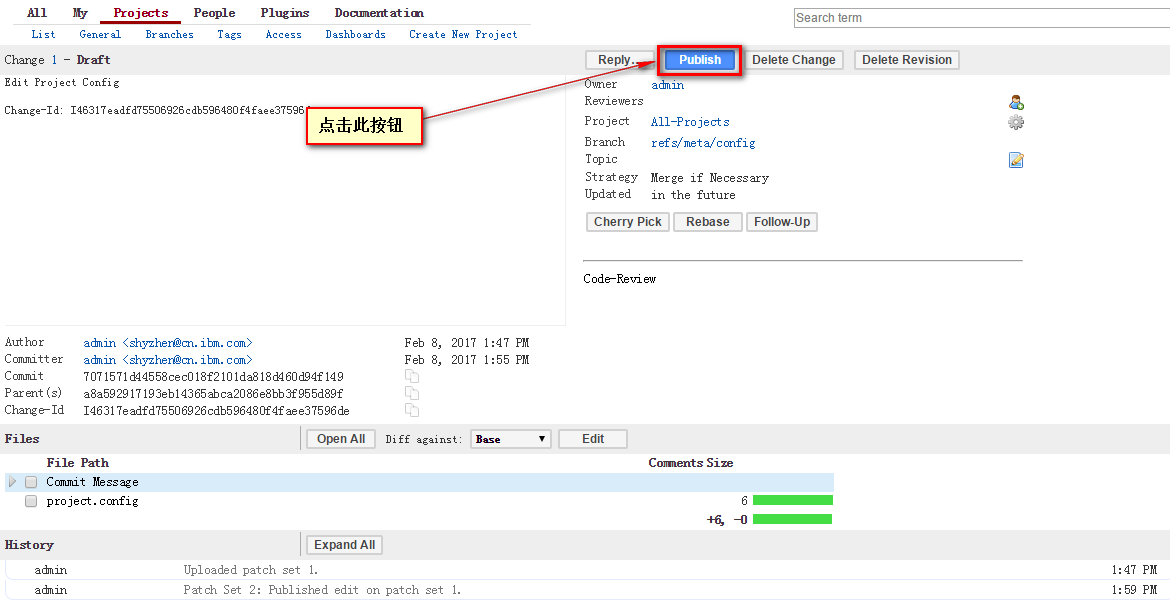 All My Projects People Plugins Documentation
List General Branches Tags Access Dashboards Create New Project
Search term
Change 1 - Draft
Reply... Publish Delete Change Delete Revision
Edit Project Config
Change-Id: I46317eadfd75506926cdb596480f4faee37596d
点击此按钮
Owner admin
Reviewers
Project All-Projects
Branch refs/meta/config
Topic
Strategy Merge if Necessary
Updated in the future
Cherry Pick Rebase Follow-Up
Code-Review
Author admin <shyzhen@cn.ibm.com> Feb 8, 2017 1:47 PM
Committer admin <shyzhen@cn.ibm.com> Feb 8, 2017 1:55 PM
Commit 7071571d44558cec018f2101da818d460d94f149
Parent(s) a8a592917193eb14365abca2086e8bb3f955d89f
Change-Id I46317eadfd75506926cdb596480f4faee37596de
Files Open All Diff against: Base Edit
File Path Comments Size
Commit Message
project.config 6
+6, -0
History Expand All
admin Uploaded patch set 1. 1:47 PM
admin Patch Set 2: Published edit on patch set 1. 1:59 PM